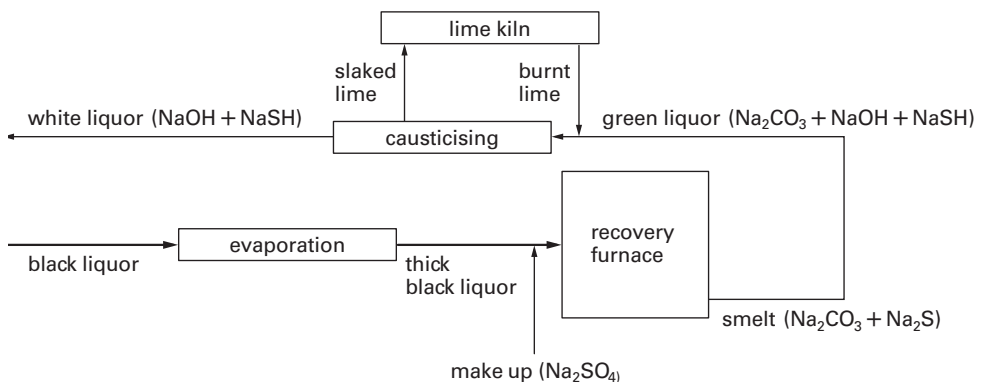 lime kiln
slaked
lime
burnt
lime
white liquor (NaOH + NaSH)
causticising
green liquor (Na₂CO₃ + NaOH + NaSH)
recovery
furnace
evaporation
black liquor
thick
black liquor
smelt (Na₂CO₃ + Na₂S)
make up (Na₂SO₄)